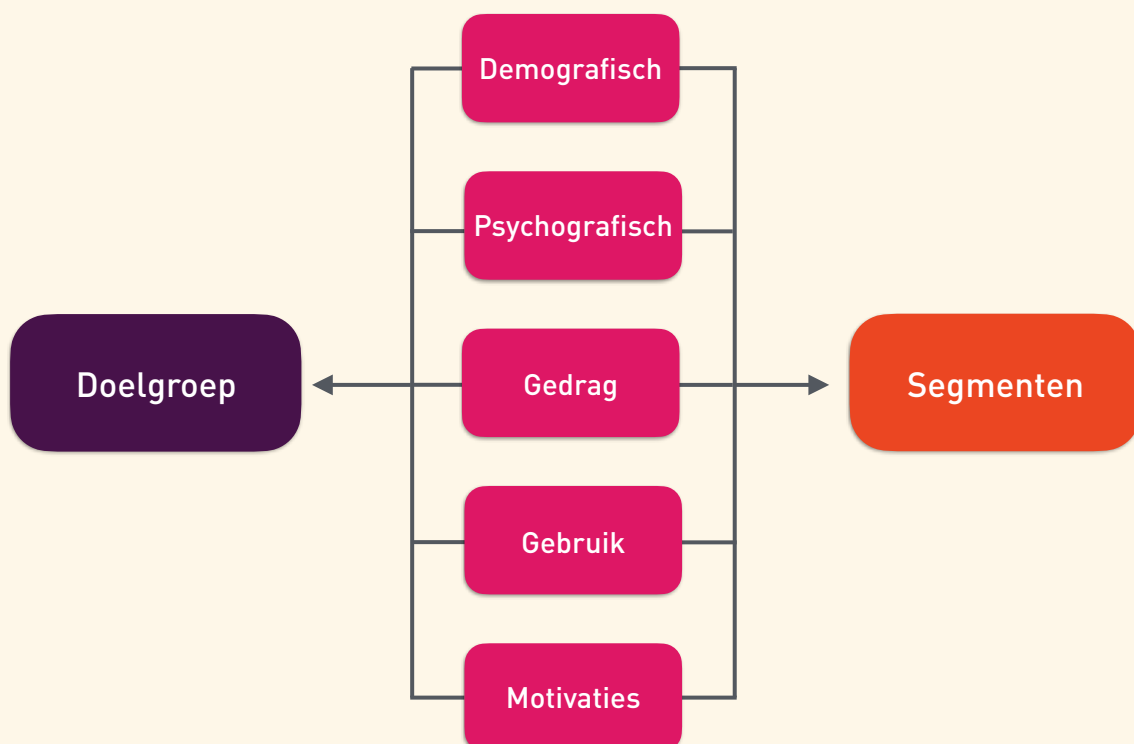 Demografisch
Psychografisch
Doelgroep
Gedrag
Segmenten
Gebruik
Motivaties